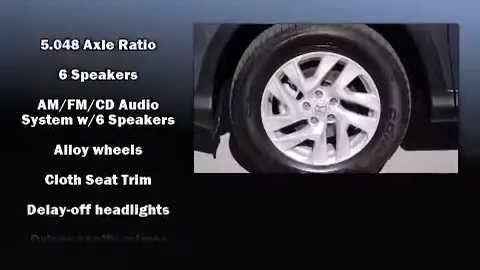 5.048 Axle Ratio
6 Speakers
AM/FM/CD Audio
System w/6 Speakers
Alloy wheels
Cloth Seat Trim
Delay-off headlights